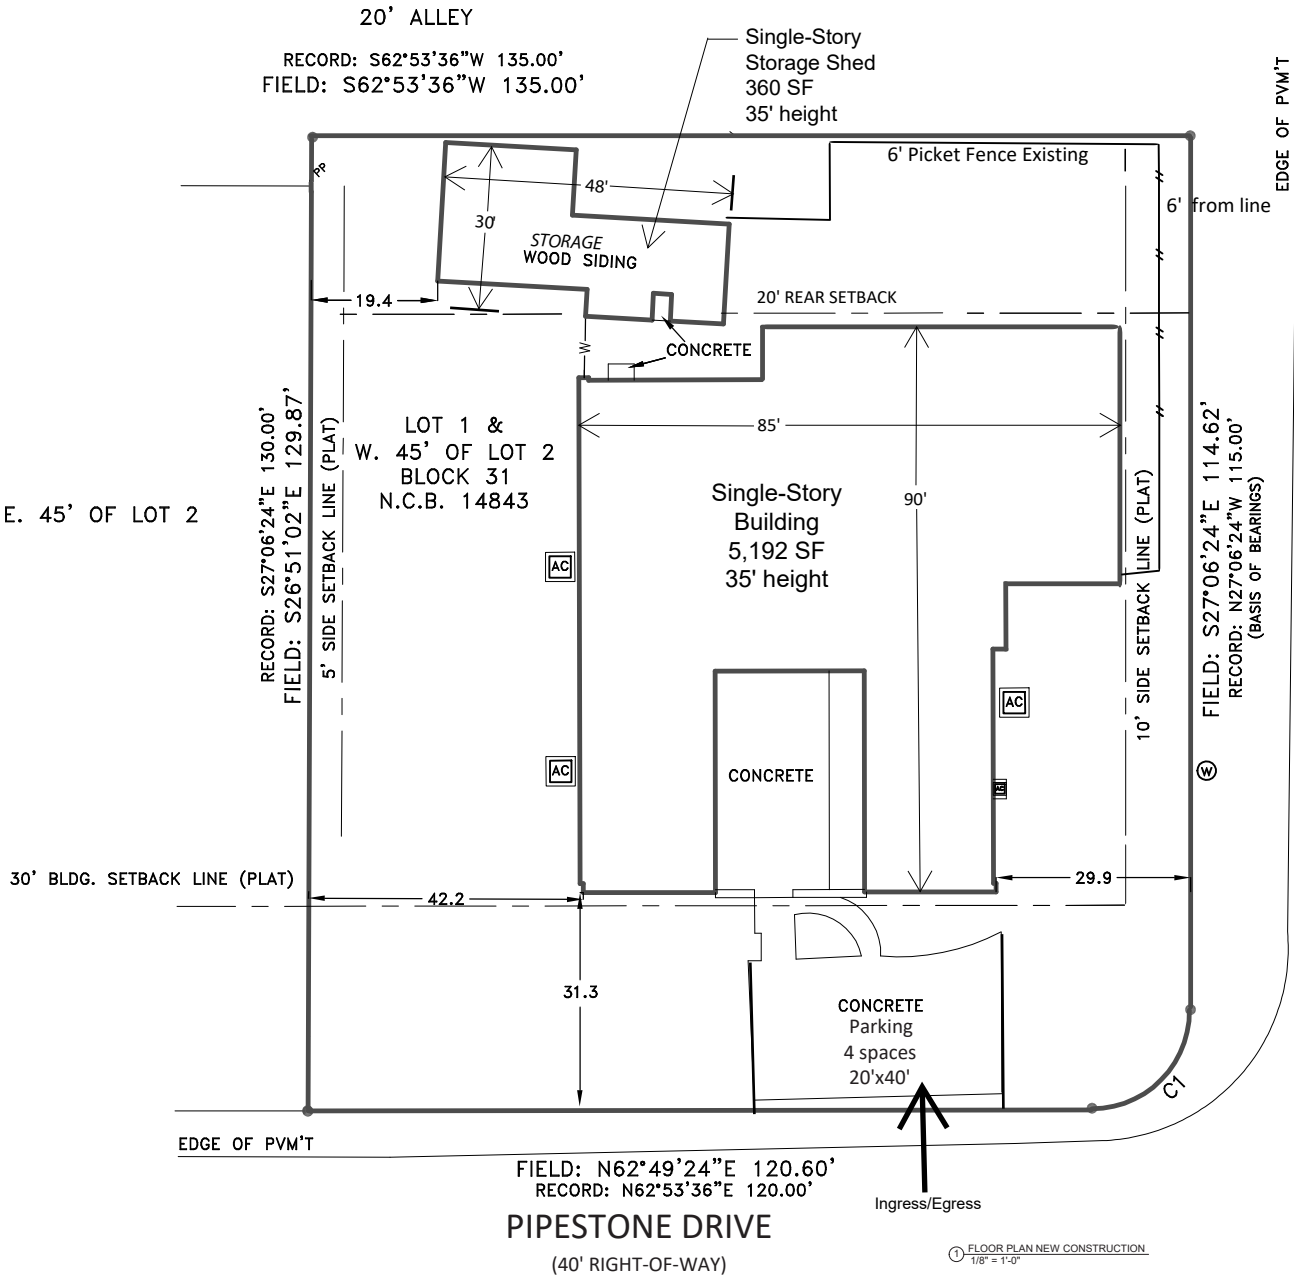 20' ALLEY
RECORD: S62°53'36"W 135.00'
FIELD: S62°53'36"W 135.00'
Single-Story
Storage Shed
360 SF
35' height
EDGE OF PVM'T
PP
6' Picket Fence Existing
6' from line
48'
30'
STORAGE
WOOD SIDING
19.4
20' REAR SETBACK
W
CONCRETE
85'
LOT 1 &
W. 45' OF LOT 2
BLOCK 31
N.C.B. 14843
E. 45' OF LOT 2
RECORD: S27°06'24"E 130.00'
FIELD: S26°51'02"E 129.87'
5' SIDE SETBACK LINE (PLAT)
Single-Story
Building
5,192 SF
35' height
90'
10' SIDE SETBACK LINE (PLAT)
FIELD: S27°06'24"E 114.62'
RECORD: N27°06'24"W 115.00'
(BASIS OF BEARINGS)
AC
AC
AC
CONCRETE
W
30' BLDG. SETBACK LINE (PLAT)
42.2
29.9
31.3
CONCRETE
Parking
4 spaces
20'x40'
C1
EDGE OF PVM'T
FIELD: N62°49'24"E 120.60'
RECORD: N62°53'36"E 120.00'
Ingress/Egress
PIPESTONE DRIVE
(40' RIGHT-OF-WAY)
1 FLOOR PLAN NEW CONSTRUCTION
1/8" = 1'-0"